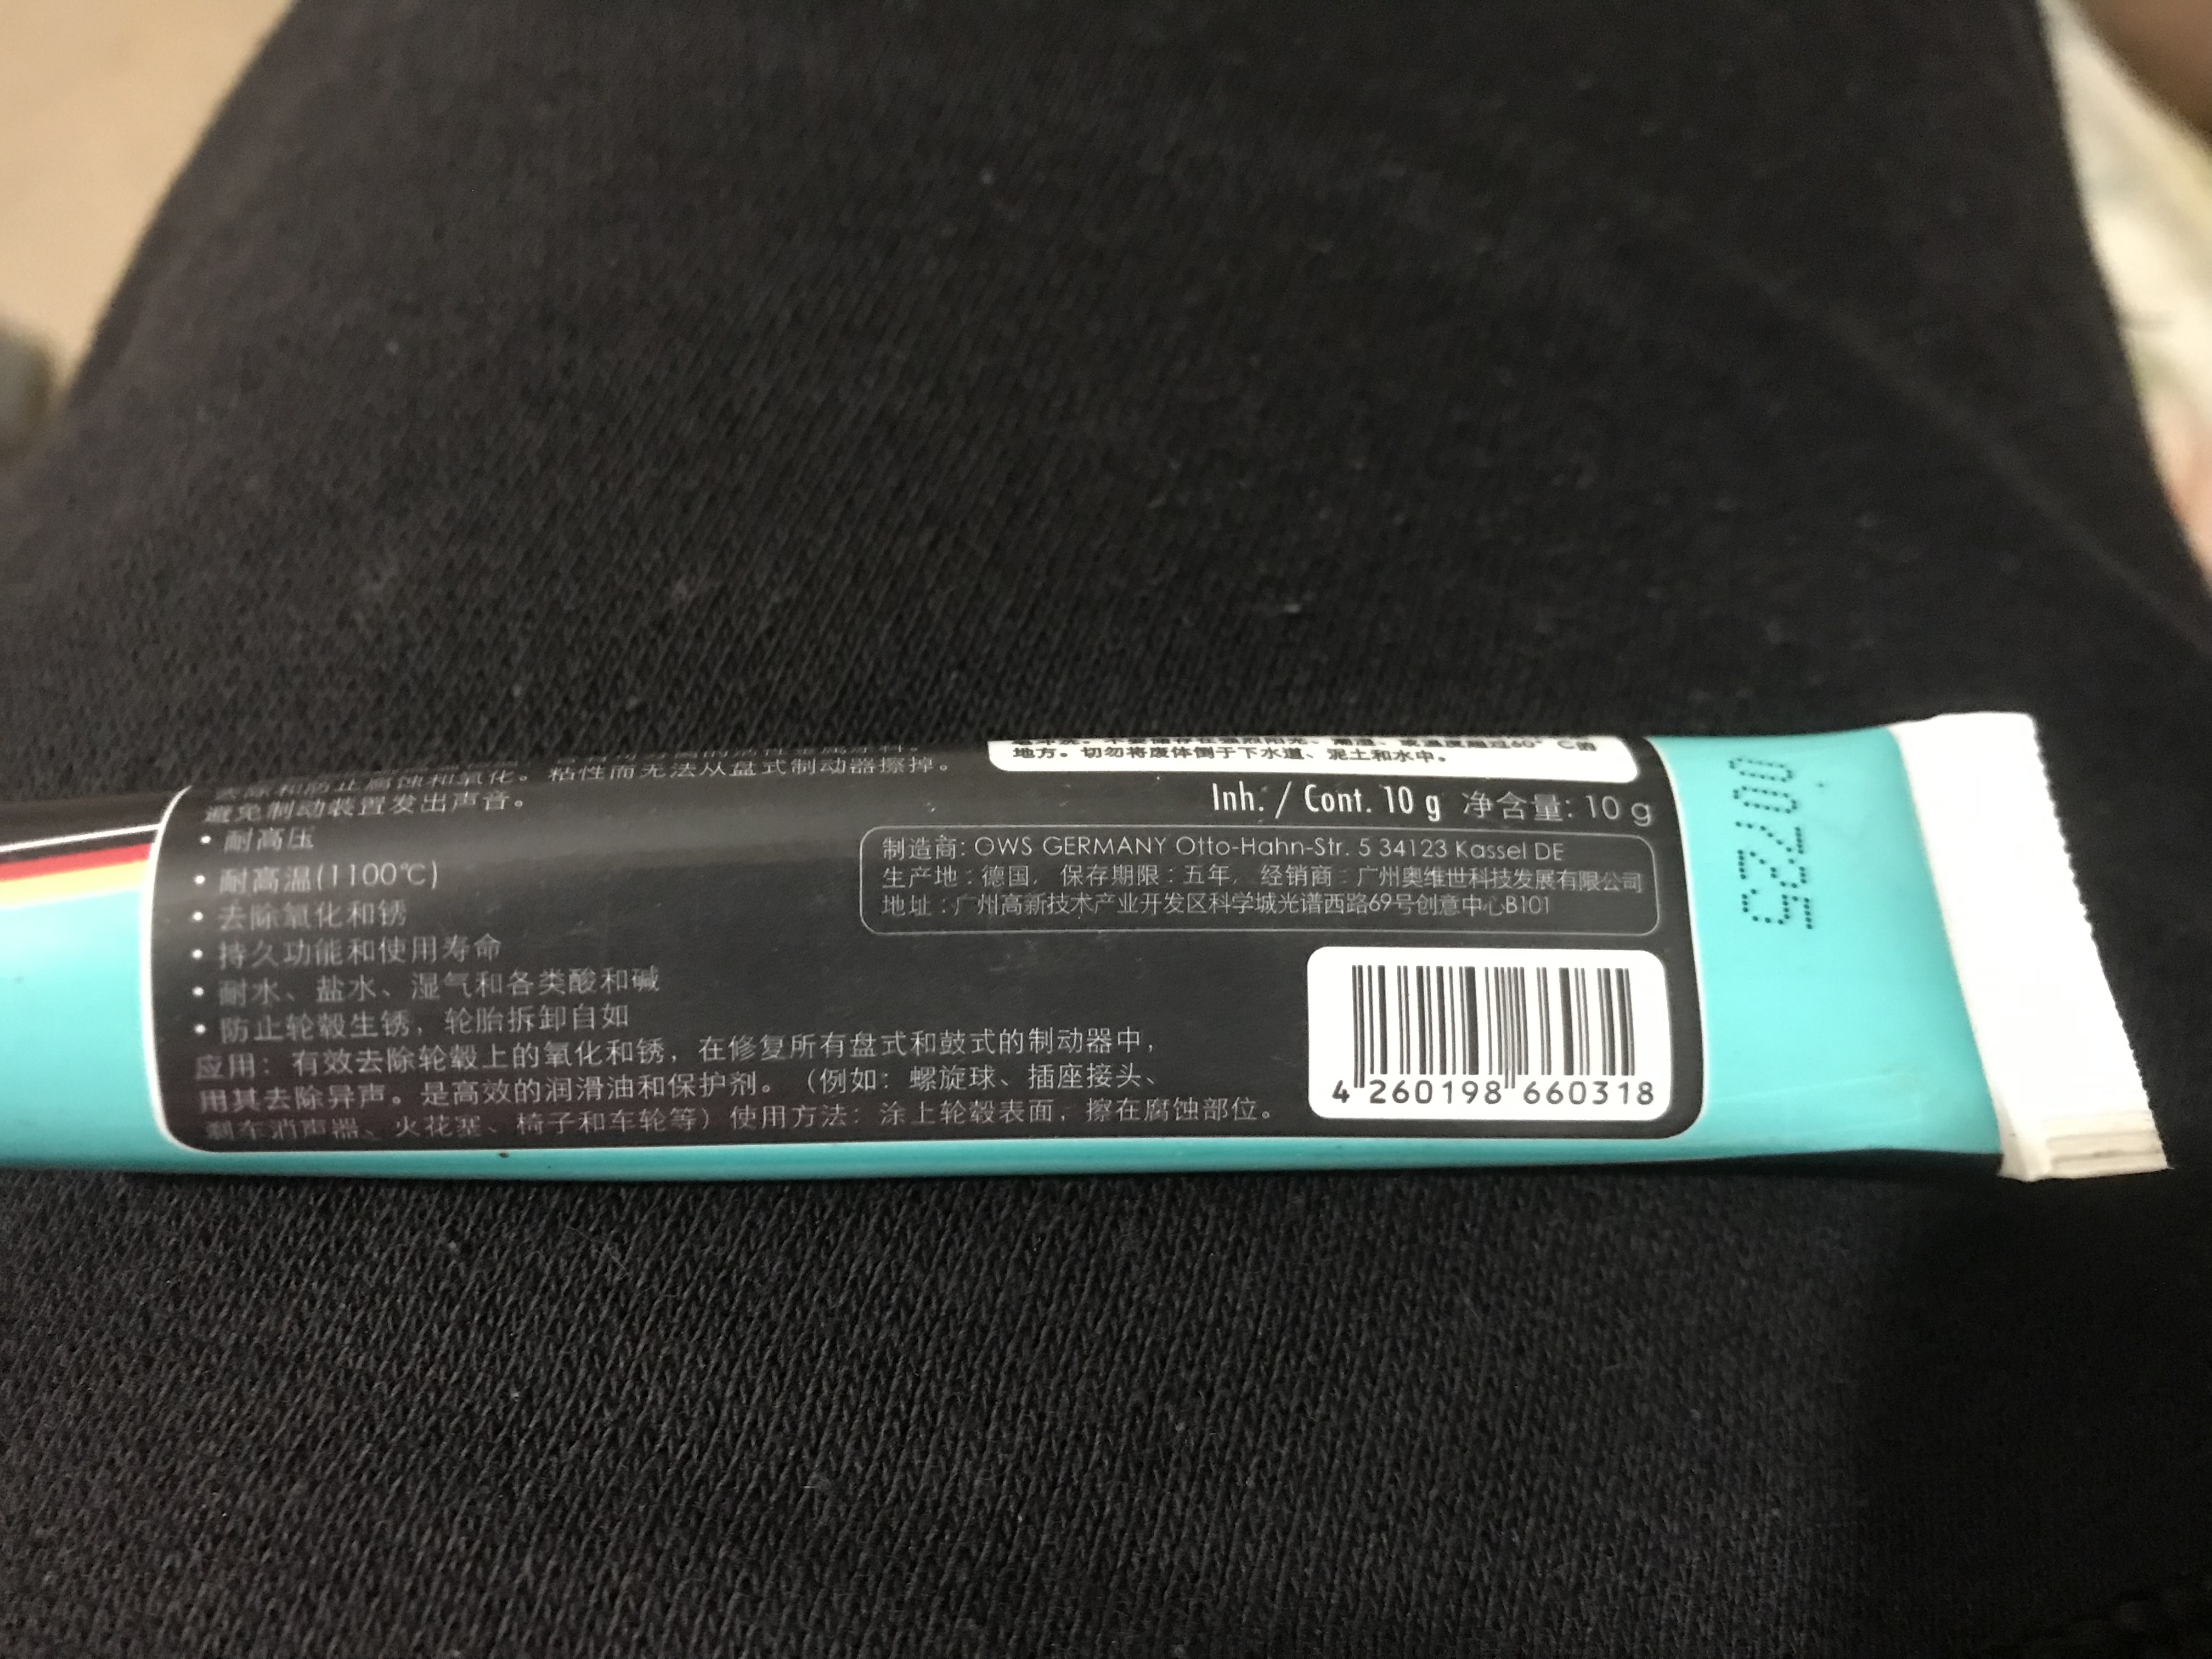 去除和防止腐蚀和氧化。粘性而无法从盘式制动器擦掉。
避免制动装置发出声音。
• 耐高压
• 耐高温(1100℃)
• 去除氧化和锈
• 持久功能和使用寿命
• 耐水、盐水、湿气和各类酸和碱
• 防止轮毂生锈，轮胎拆卸自如
应用：有效去除轮毂上的氧化和锈，在修复所有盘式和鼓式的制动器中，
用其去除异声。是高效的润滑油和保护剂。（例如：螺旋球、插座接头、
刹车消声器、火花塞、椅子和车轮等）使用方法：涂上轮毂表面，擦在腐蚀部位。
地方。切勿将废体倒于下水道、泥土和水中。
Inh. / Cont. 10 g 净含量: 10 g
制造商: OWS GERMANY Otto-Hahn-Str. 5 34123 Kassel DE
生产地：德国， 保存期限：五年， 经销商：广州奥维世科技发展有限公司
地址：广州高新技术产业开发区科学城光谱西路69号创意中心B101
4 260198 660318